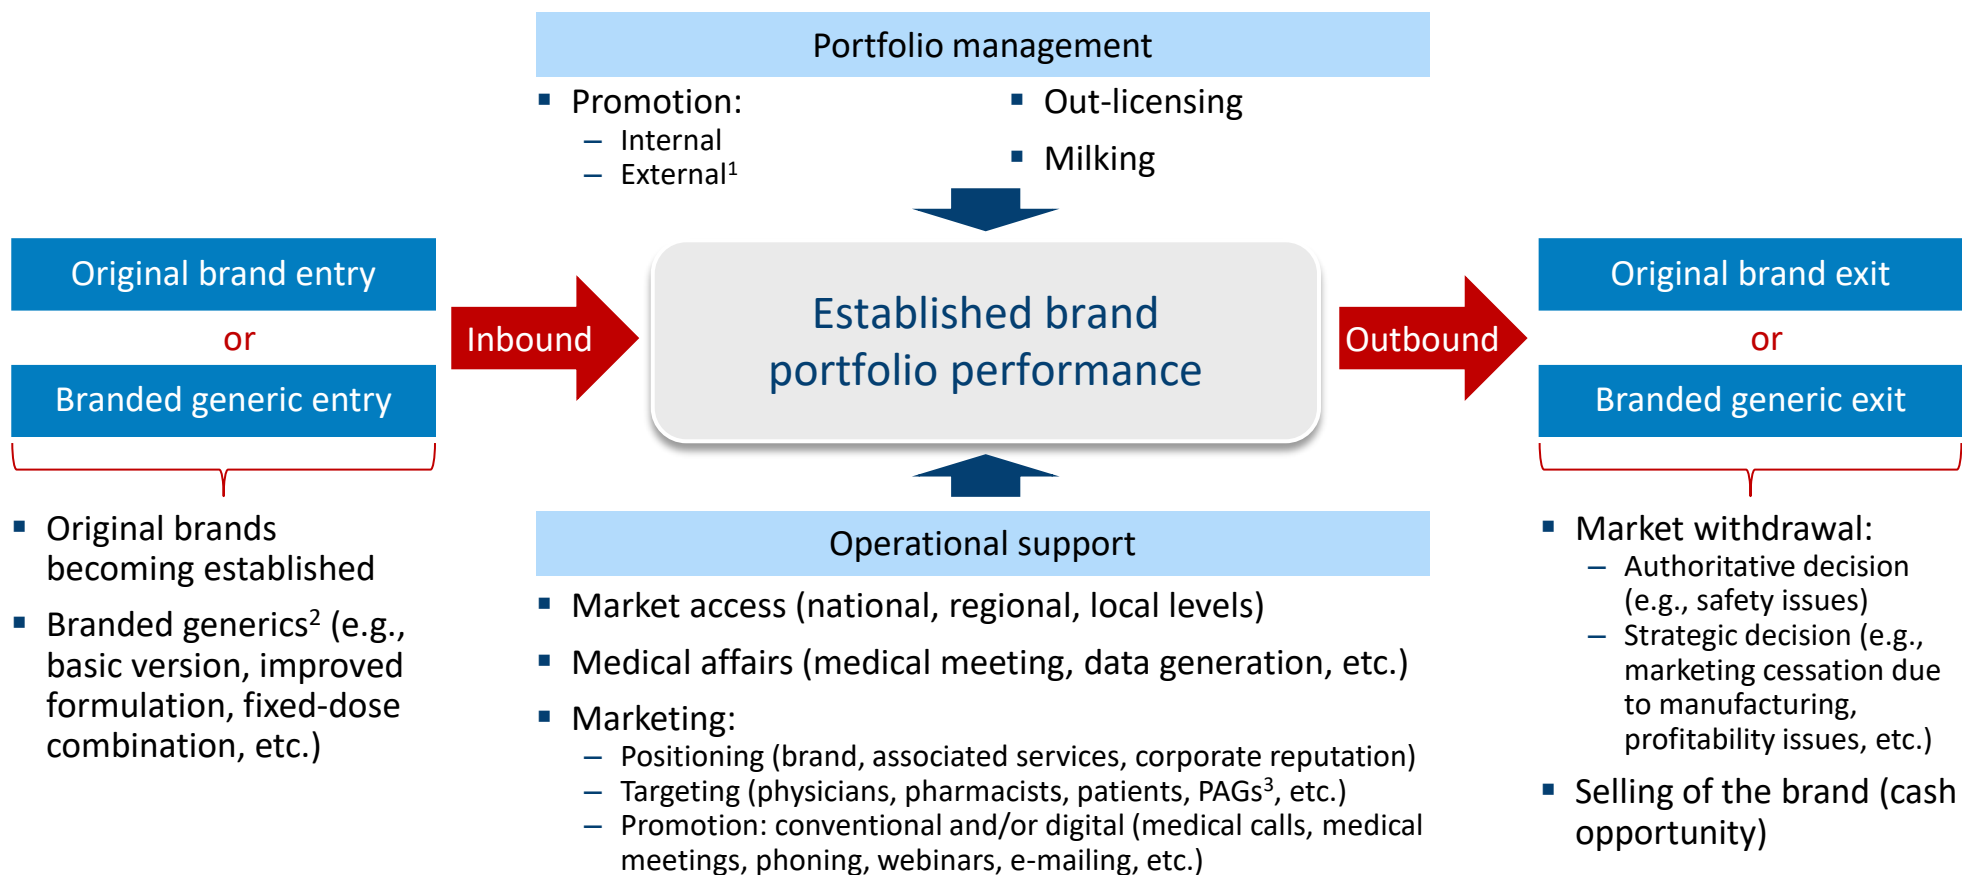 Portfolio management
▪ Promotion:
– Internal
– External¹
▪ Out-licensing
▪ Milking
Original brand entry
or
Branded generic entry
Inbound
Established brand
portfolio performance
Outbound
Original brand exit
or
Branded generic exit
▪ Original brands
becoming established
▪ Branded generics² (e.g.,
basic version, improved
formulation, fixed-dose
combination, etc.)
Operational support
▪ Market access (national, regional, local levels)
▪ Medical affairs (medical meeting, data generation, etc.)
▪ Marketing:
– Positioning (brand, associated services, corporate reputation)
– Targeting (physicians, pharmacists, patients, PAGs³, etc.)
– Promotion: conventional and/or digital (medical calls, medical
meetings, phoning, webinars, e-mailing, etc.)
▪ Market withdrawal:
– Authoritative decision
(e.g., safety issues)
– Strategic decision (e.g.,
marketing cessation due
to manufacturing,
profitability issues, etc.)
▪ Selling of the brand (cash
opportunity)